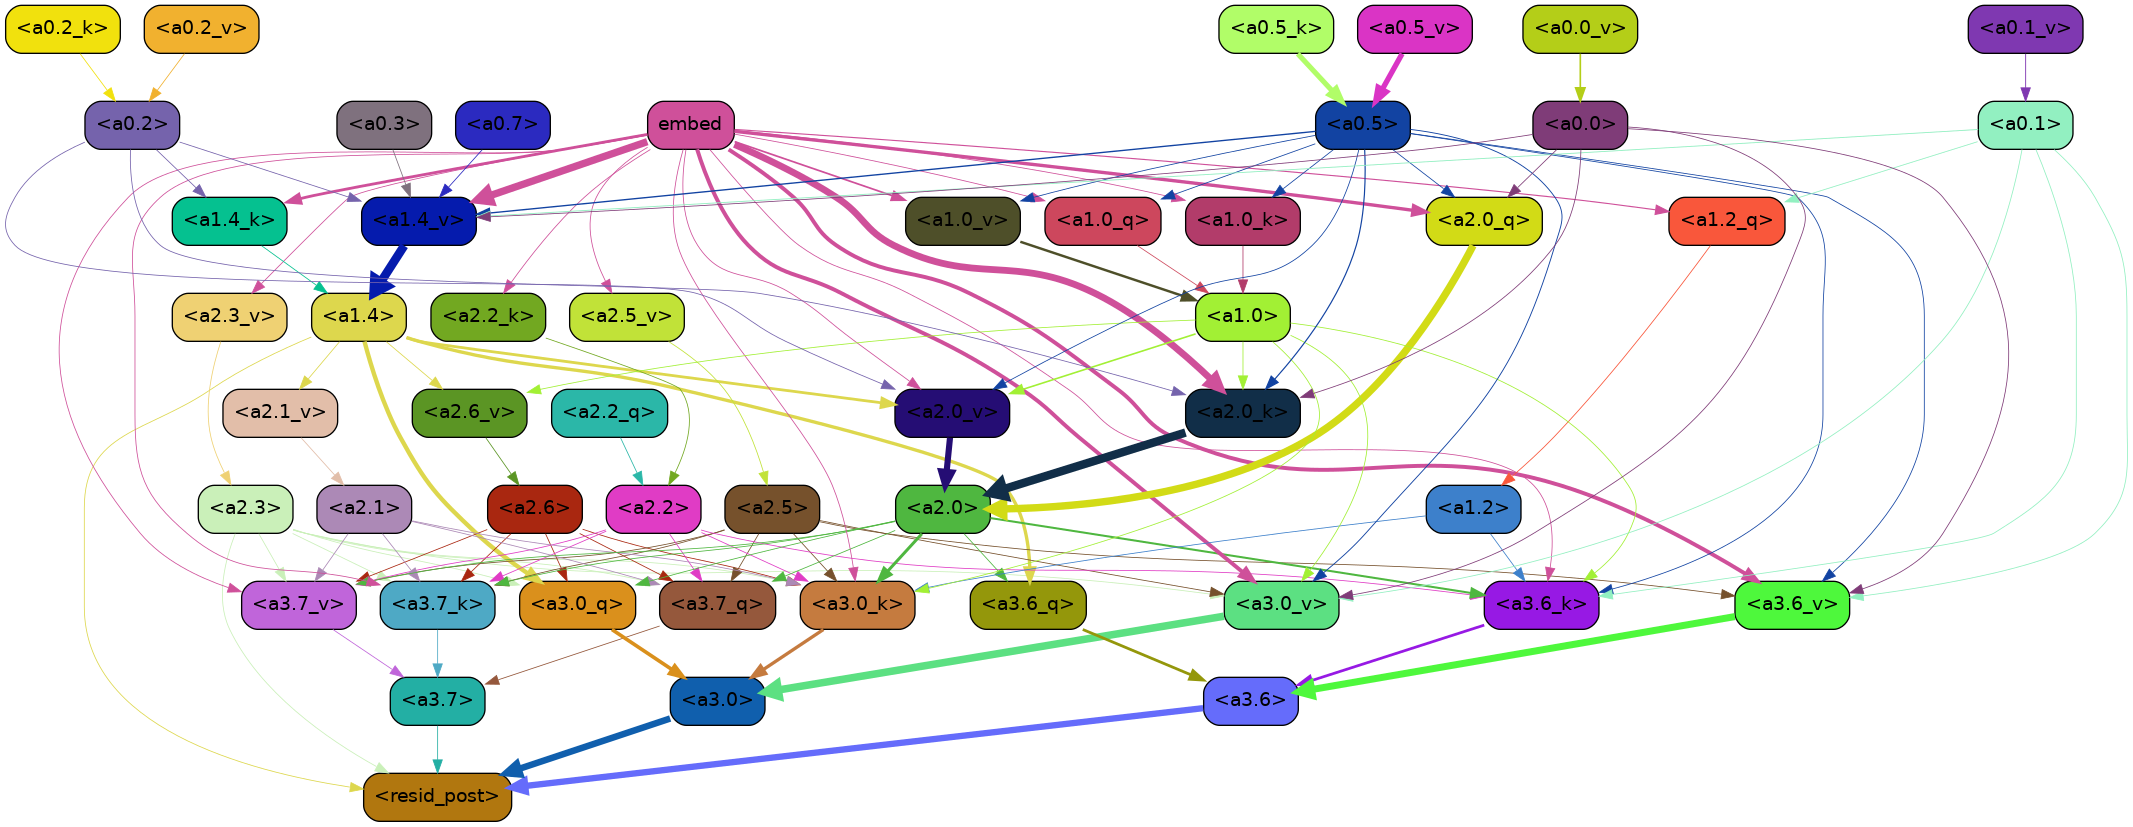 <a0.2_k> <a0.2_v> <a0.5_k> <a0.5_v> <a0.0_v> <a0.1_v>
<a0.2> <a0.3> <a0.7> embed <a0.5> <a0.0> <a0.1>
<a1.4_k> <a1.4_v> <a1.0_v> <a1.0_q> <a1.0_k> <a2.0_q> <a1.2_q>
<a2.3_v> <a1.4> <a2.2_k> <a2.5_v> <a1.0>
<a2.1_v> <a2.6_v> <a2.2_q> <a2.0_v> <a2.0_k>
<a2.3> <a2.1> <a2.6> <a2.2> <a2.5> <a2.0> <a1.2>
<a3.7_v> <a3.7_k> <a3.0_q> <a3.7_q> <a3.0_k> <a3.6_q> <a3.0_v> <a3.6_k> <a3.6_v>
<a3.7> <a3.0> <a3.6>
<resid_post>